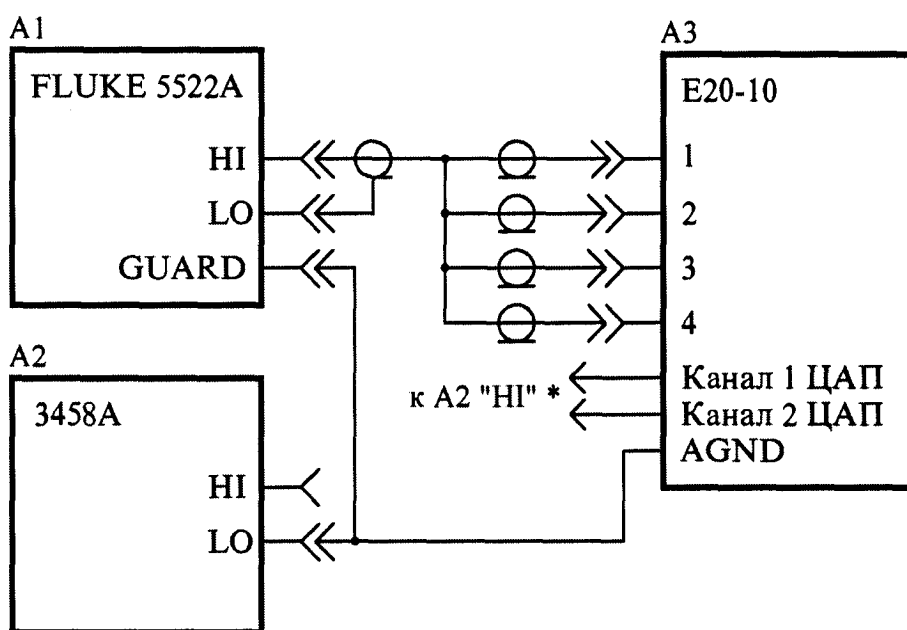 A1
FLUKE 5522A
HI
LO
GUARD
A2
3458A
HI
LO
A3
E20-10
1
2
3
4
к А2 "HI" *
Канал 1 ЦАП
Канал 2 ЦАП
AGND